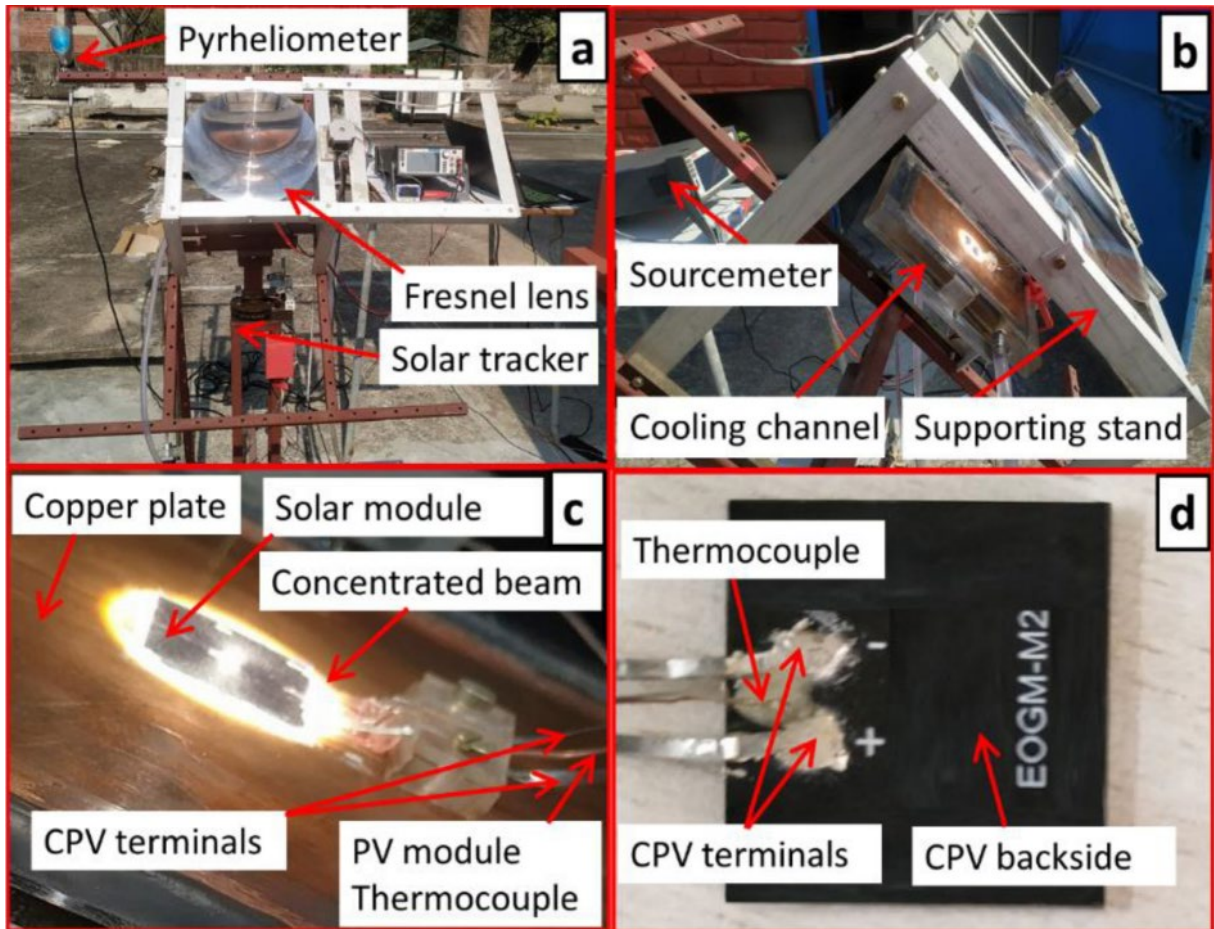 Pyrheliometer
a
Fresnel lens
Solar tracker
b
Sourcemeter
Cooling channel
Supporting stand
Copper plate
Solar module
c
Concentrated beam
CPV terminals
PV module
Thermocouple
d
Thermocouple
-
+
EOGM-M2
CPV terminals
CPV backside